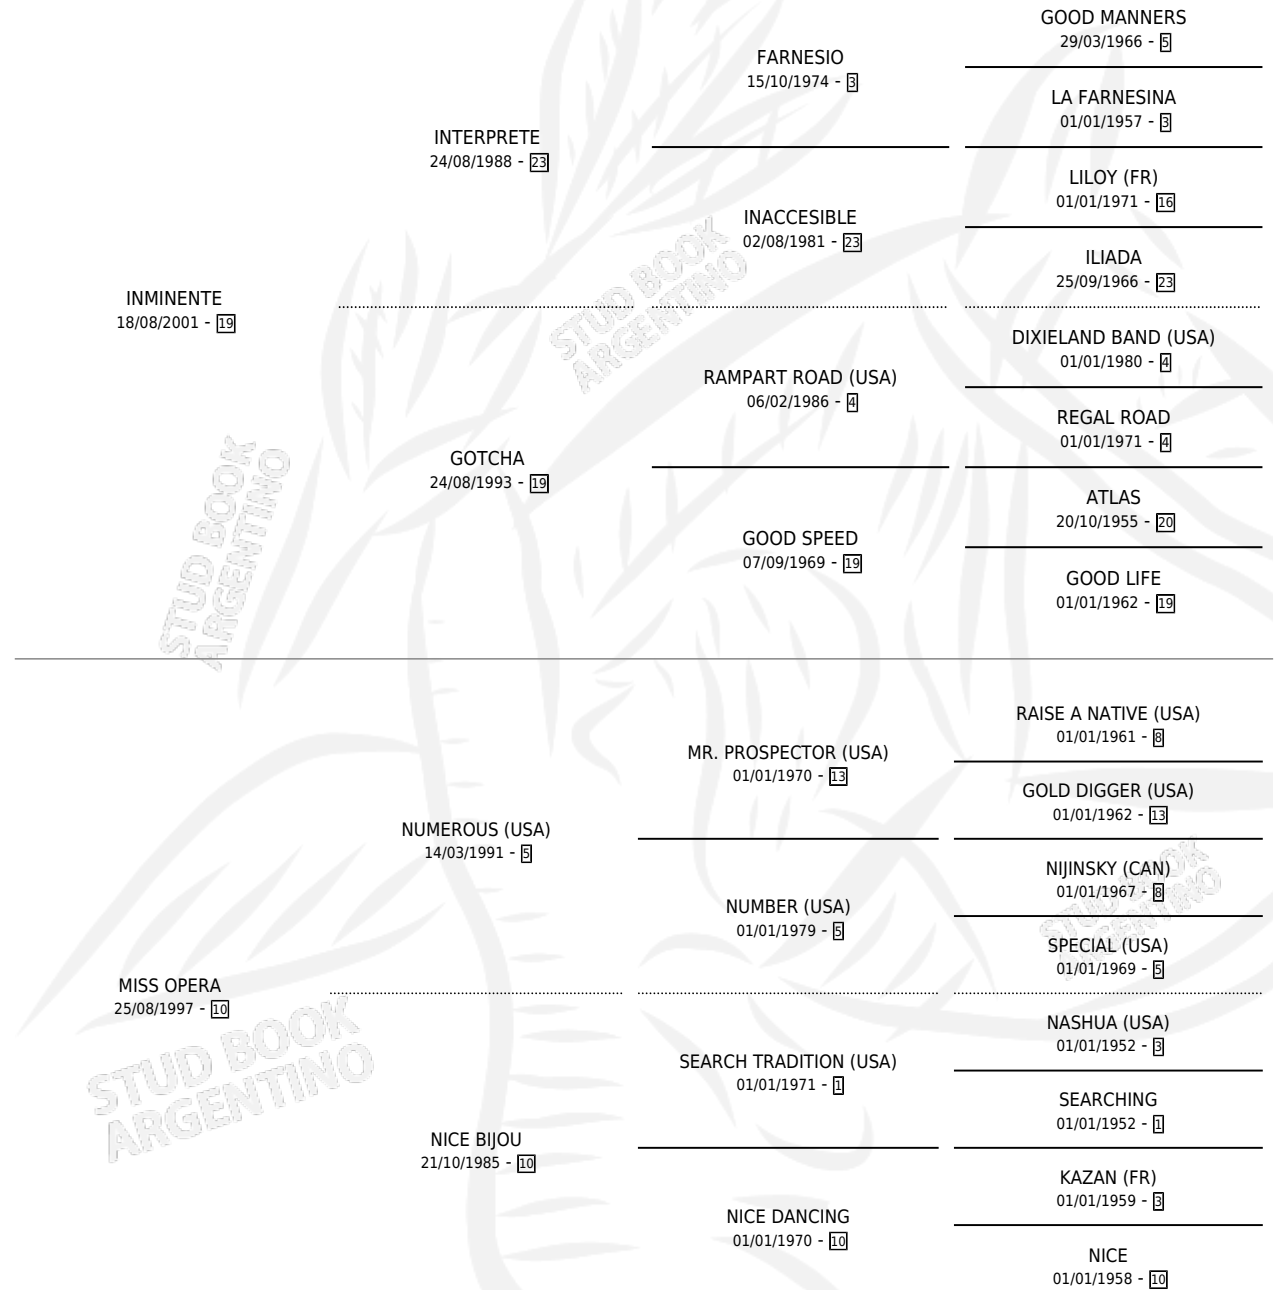 GOOD MANNERS
29/03/1966 - 5
FARNESIO
15/10/1974 - 3
LA FARNESINA
01/01/1957 - 3
INTERPRETE
24/08/1988 - 23
LILOY (FR)
01/01/1971 - 16
INACCESIBLE
02/08/1981 - 23
ILIADA
25/09/1966 - 23
INMINENTE
18/08/2001 - 19
DIXIELAND BAND (USA)
01/01/1980 - 4
RAMPART ROAD (USA)
06/02/1986 - 4
REGAL ROAD
01/01/1971 - 4
GOTCHA
24/08/1993 - 19
ATLAS
20/10/1955 - 20
GOOD SPEED
07/09/1969 - 19
GOOD LIFE
01/01/1962 - 19
RAISE A NATIVE (USA)
01/01/1961 - 8
MR. PROSPECTOR (USA)
01/01/1970 - 13
GOLD DIGGER (USA)
01/01/1962 - 13
NUMEROUS (USA)
14/03/1991 - 5
NIJINSKY (CAN)
01/01/1967 - 8
NUMBER (USA)
01/01/1979 - 5
SPECIAL (USA)
01/01/1969 - 5
MISS OPERA
25/08/1997 - 10
NASHUA (USA)
01/01/1952 - 3
SEARCH TRADITION (USA)
01/01/1971 - 1
SEARCHING
01/01/1952 - 1
NICE BIJOU
21/10/1985 - 10
KAZAN (FR)
01/01/1959 - 3
NICE DANCING
01/01/1970 - 10
NICE
01/01/1958 - 10
STUD BOOK
ARGENTINO
STUD BOOK
ARGENTINO
STUD BOOK
ARGENTINO
STUD BOOK
ARGENTINO